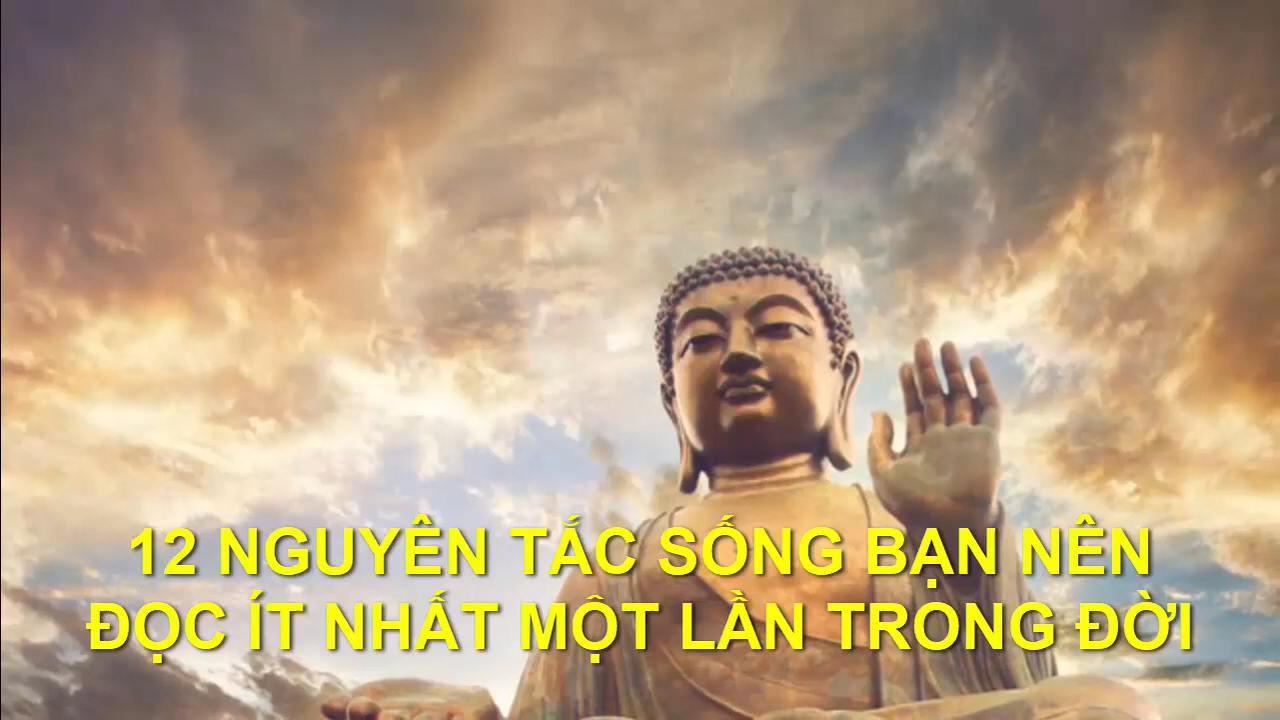 12 NGUYÊN TẮC SỐNG BẠN NÊN
ĐỌC ÍT NHẤT MỘT LẦN TRONG ĐỜI